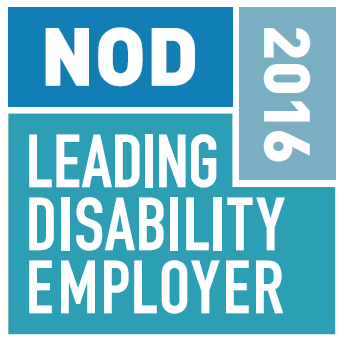 NOD
2016
LEADING
DISABILITY
EMPLOYER